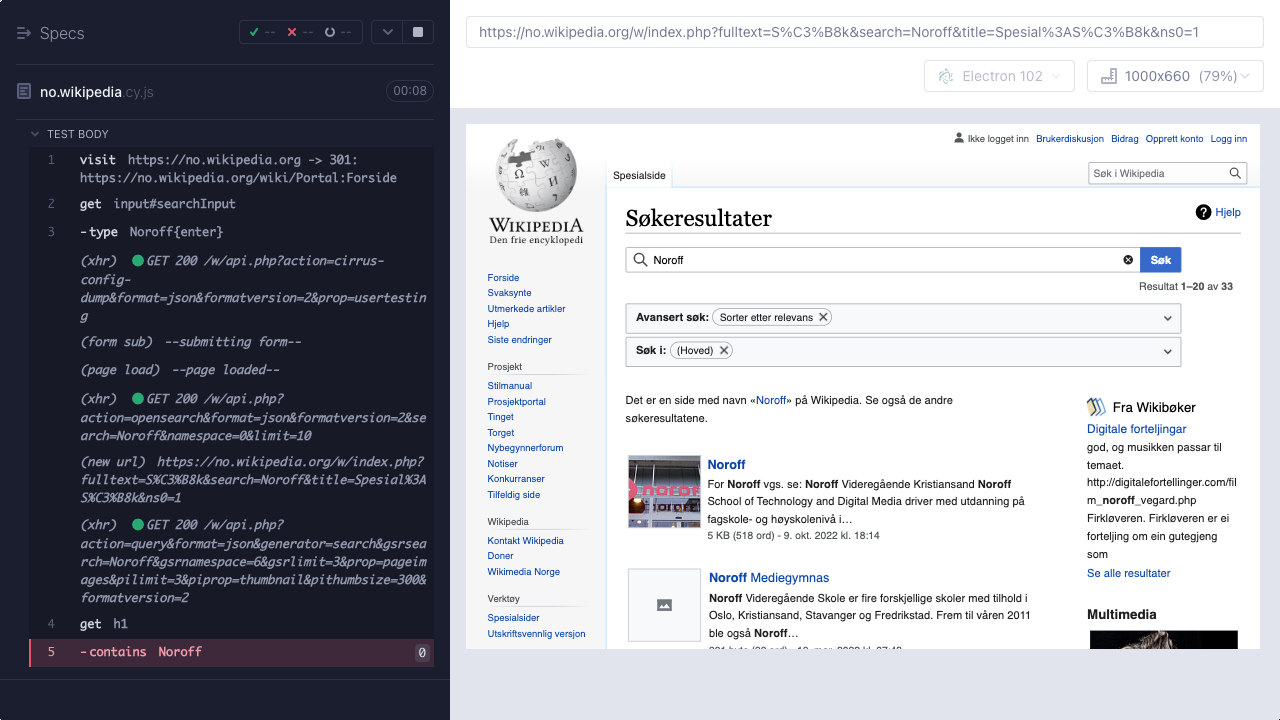 Specs
--
--
--
no.wikipedia.cy.js
00:08
TEST BODY
1 visit https://no.wikipedia.org -> 301:
https://no.wikipedia.org/wiki/Portal:Forside
2 get input#searchInput
3 -type Noroff{enter}
(xhr) GET 200 /w/api.php?action=cirrus-
config-
dump&format=json&formatversion=2&prop=usertestin
g
(form sub) --submitting form--
(page load) --page loaded--
(xhr) GET 200 /w/api.php?
action=opensearch&format=json&formatversion=2&se
arch=Noroff&namespace=0&limit=10
(new url) https://no.wikipedia.org/w/index.php?
fulltext=S%C3%B8k&search=Noroff&title=Spesial%3A
S%C3%B8k&ns0=1
(xhr) GET 200 /w/api.php?
action=query&format=json&generator=search&gsrsea
rch=Noroff&gsrnamespace=6&gsrlimit=3&prop=pageim
ages&pilimit=3&piprop=thumbnail&pithumbsize=300&
formatversion=2
4 get h1
5 -contains Noroff 0
https://no.wikipedia.org/w/index.php?fulltext=S%C3%B8k&search=Noroff&title=Spesial%3AS%C3%B8k&ns0=1
Electron 102
1000x660 (79%)
WIKIPEDIA
Den frie encyklopedi
Forside
Svaksynte
Utmerkede artikler
Hjelp
Siste endringer
Prosjekt
Stilmanual
Prosjektportal
Tinget
Torget
Nybegynnerforum
Notiser
Konkurranser
Tilfeldig side
Wikipedia
Kontakt Wikipedia
Doner
Wikimedia Norge
Verktøy
Spesialsider
Utskriftsvennlig versjon
Ikke logget inn Brukerdiskusjon Bidrag Opprett konto Logg inn
Spesialside
Søk i Wikipedia
Søkeresultater
Hjelp
Noroff
Søk
Resultat 1–20 av 33
Avansert søk: Sorter etter relevans
Søk i: (Hoved)
Det er en side med navn «Noroff» på Wikipedia. Se også de andre
søkeresultatene.
noroff
Noroff
For Noroff vgs. se: Noroff Videregående Kristiansand Noroff
School of Technology and Digital Media driver med utdanning på
fagskole- og høyskolenivå i…
5 KB (518 ord) - 9. okt. 2022 kl. 18:14
Noroff Mediegymnas
Noroff Videregående Skole er fire forskjellige skoler med tilhold i
Oslo, Kristiansand, Stavanger og Fredrikstad. Frem til våren 2011
ble også Noroff…
Fra Wikibøker
Digitale forteljingar
god, og musikken passar til
temaet.
http://digitalefortellinger.com/fil
m_noroff_vegard.php
Firkløveren. Firkløveren er ei
forteljing om ein gutegjeng
som
Se alle resultater
Multimedia